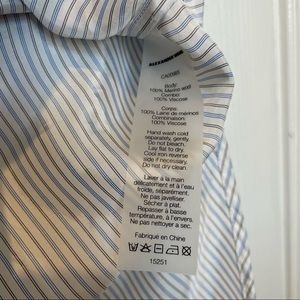 CA00985
Body:
100% Merino wool
Combo:
100% Viscose
Corps:
100% Laine de mérinos
Combinaison:
100% Viscose
Hand wash cold
separately, gently.
Do not bleach.
Lay flat to dry.
Cool iron reverse
side if necessary.
Do not dry clean.
Laver à la main
délicatement et à l'eau
froide, séparément.
Ne pas blanchir.
Sécher à plat.
Repasser à basse
température, à l'envers.
Ne pas nettoyer à sec.
Fabriqué en Chine
15251